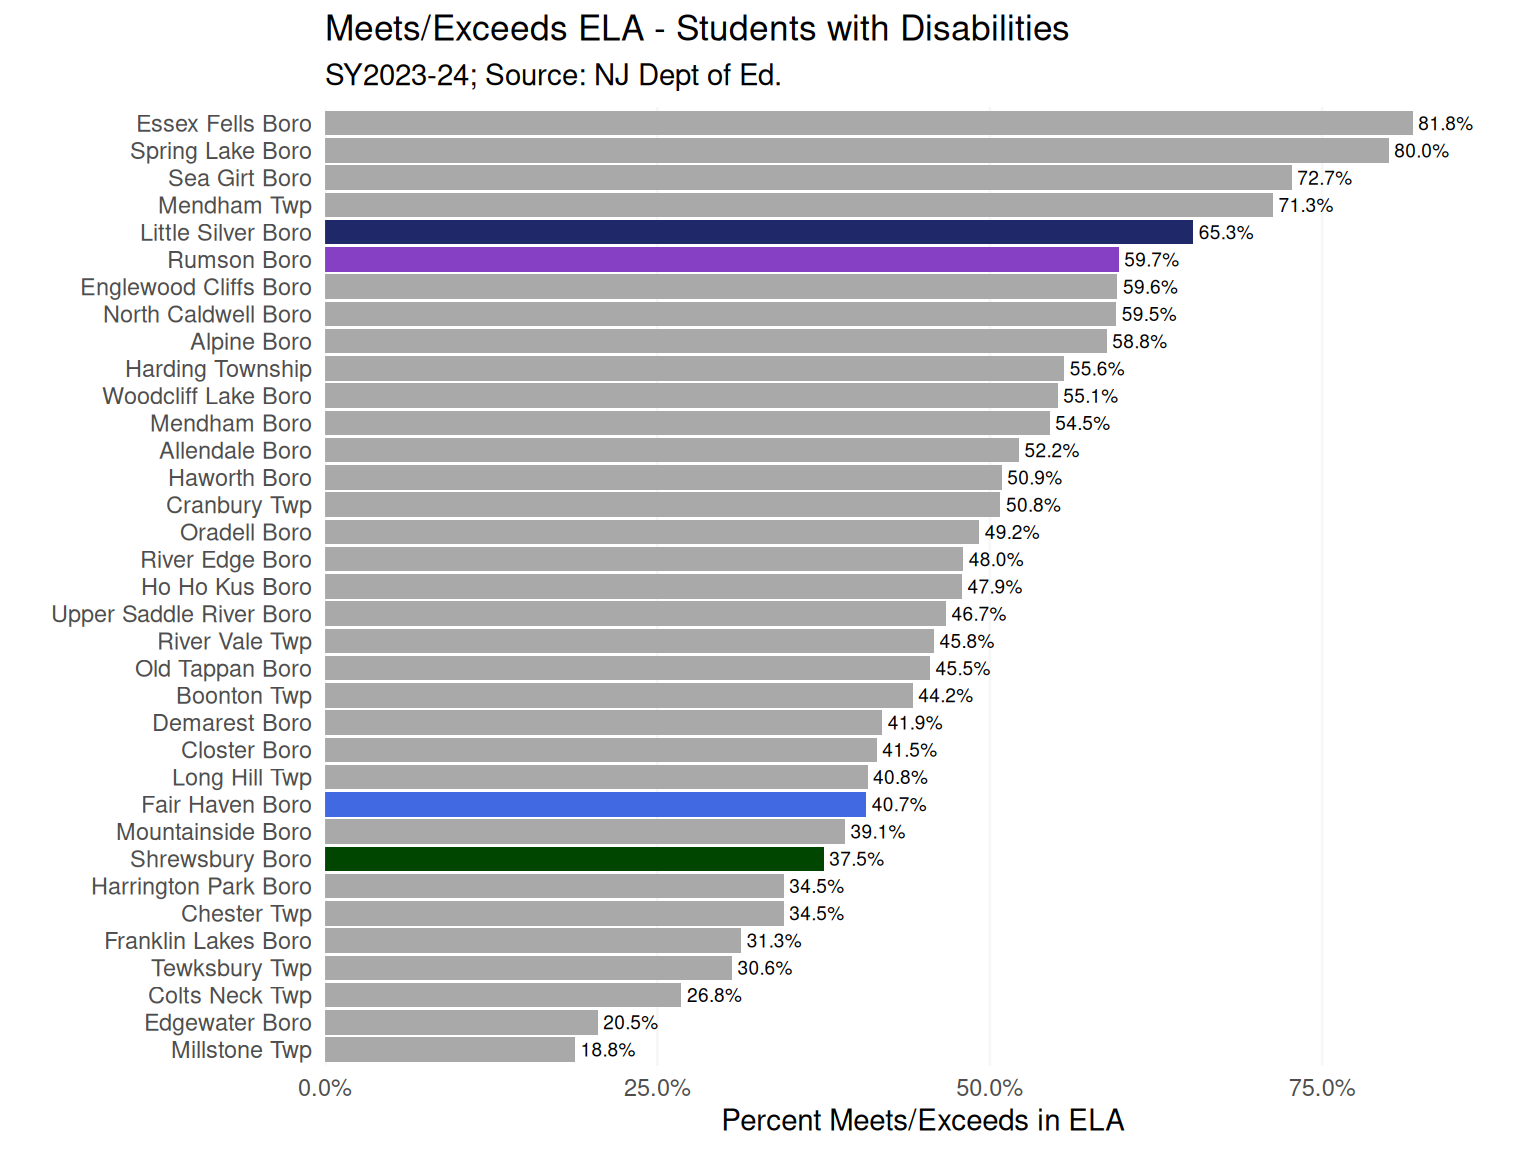 Meets/Exceeds ELA - Students with Disabilities
SY2023-24; Source: NJ Dept of Ed.
Essex Fells Boro 81.8%
Spring Lake Boro 80.0%
Sea Girt Boro 72.7%
Mendham Twp 71.3%
Little Silver Boro 65.3%
Rumson Boro 59.7%
Englewood Cliffs Boro 59.6%
North Caldwell Boro 59.5%
Alpine Boro 58.8%
Harding Township 55.6%
Woodcliff Lake Boro 55.1%
Mendham Boro 54.5%
Allendale Boro 52.2%
Haworth Boro 50.9%
Cranbury Twp 50.8%
Oradell Boro 49.2%
River Edge Boro 48.0%
Ho Ho Kus Boro 47.9%
Upper Saddle River Boro 46.7%
River Vale Twp 45.8%
Old Tappan Boro 45.5%
Boonton Twp 44.2%
Demarest Boro 41.9%
Closter Boro 41.5%
Long Hill Twp 40.8%
Fair Haven Boro 40.7%
Mountainside Boro 39.1%
Shrewsbury Boro 37.5%
Harrington Park Boro 34.5%
Chester Twp 34.5%
Franklin Lakes Boro 31.3%
Tewksbury Twp 30.6%
Colts Neck Twp 26.8%
Edgewater Boro 20.5%
Millstone Twp 18.8%
0.0% 25.0% 50.0% 75.0%
Percent Meets/Exceeds in ELA